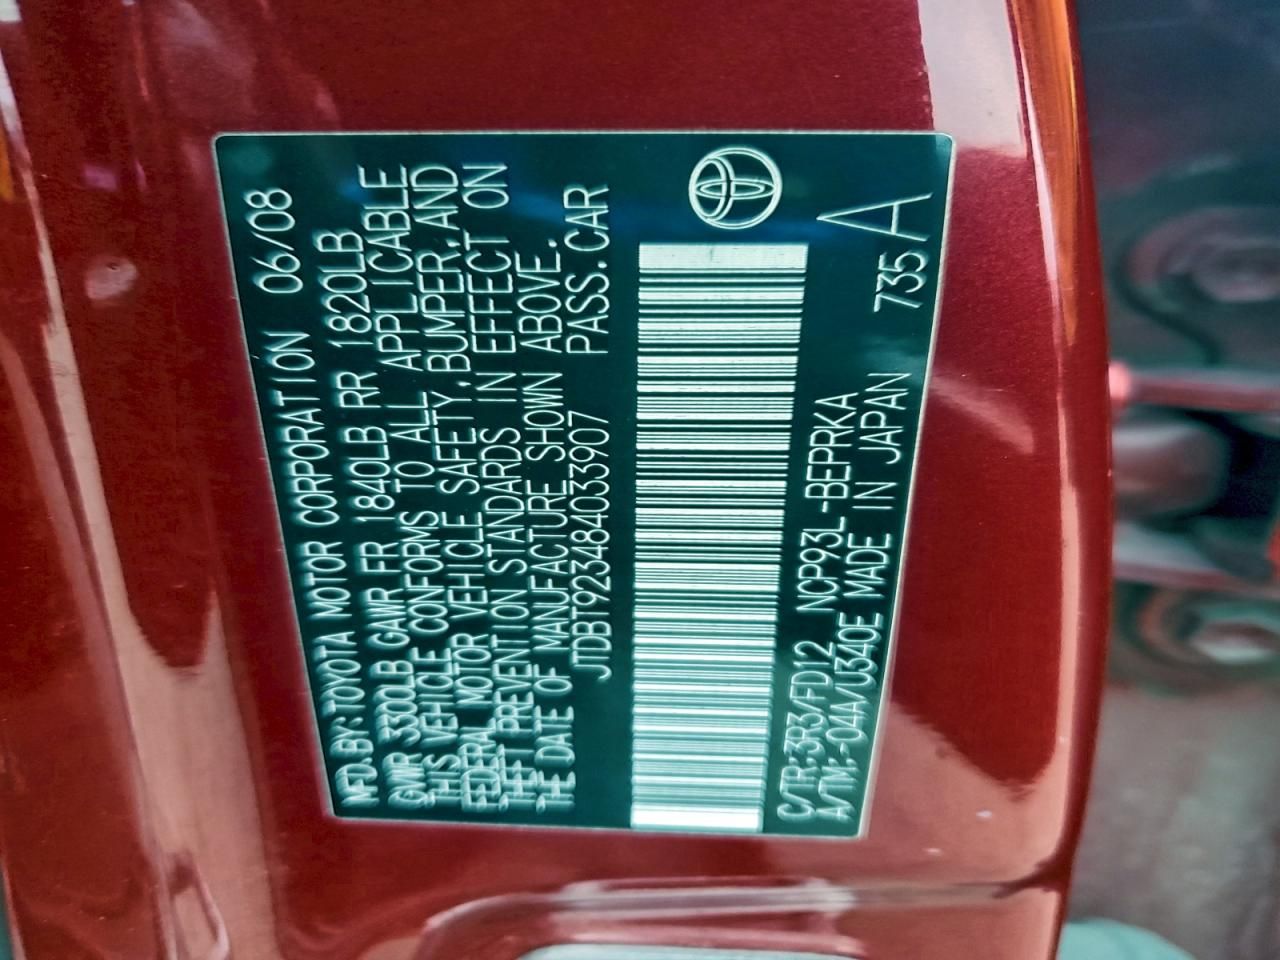 MFD.BY:TOYOTA MOTOR CORPORATION 06/08
GVWR 3300LB GAWR FR 1840LB RR 1820LB
THIS VEHICLE CONFORMS TO ALL APPLICABLE
FEDERAL MOTOR VEHICLE SAFETY,BUMPER,AND
THEFT PREVENTION STANDARDS IN EFFECT ON
THE DATE OF MANUFACTURE SHOWN ABOVE.
JTDBT923484033907 PASS.CAR
C/TR:3R3/FD12 NCP93L-BEPRKA
A/TM:-04A/U340E MADE IN JAPAN 735 A